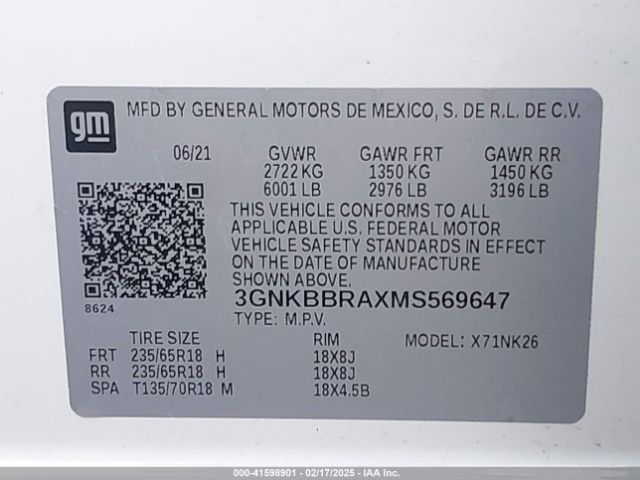 gm MFD BY GENERAL MOTORS DE MEXICO, S. DE R.L. DE C.V.
06/21 GVWR GAWR FRT GAWR RR
2722 KG 1350 KG 1450 KG
6001 LB 2976 LB 3196 LB
THIS VEHICLE CONFORMS TO ALL
APPLICABLE U.S. FEDERAL MOTOR
VEHICLE SAFETY STANDARDS IN EFFECT
ON THE DATE OF MANUFACTURE
SHOWN ABOVE.
8624 3GNKBBRAXMS569647
TYPE: M.P.V.
TIRE SIZE RIM MODEL: X71NK26
FRT 235/65R18 H 18X8J
RR 235/65R18 H 18X8J
SPA T135/70R18 M 18X4.5B
000-41598901 - 02/17/2025 - IAAI.COM